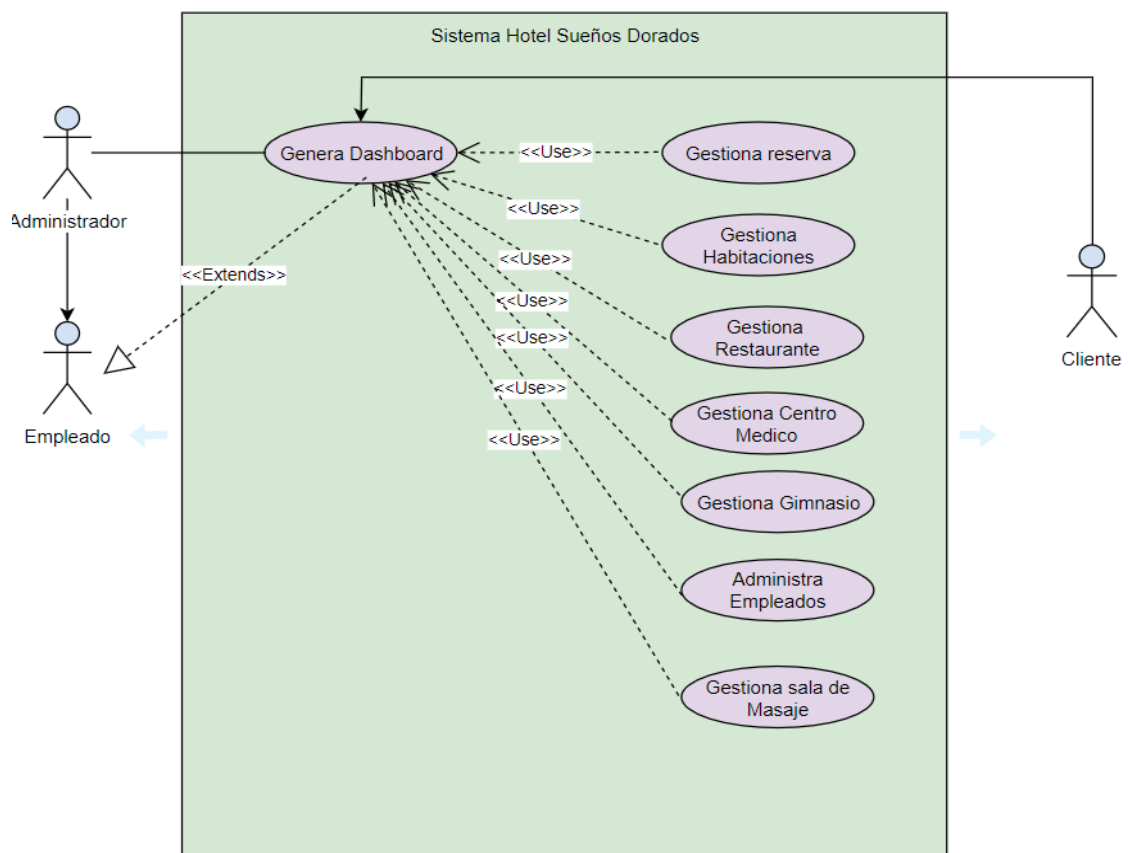 Sistema Hotel Sueños Dorados
Genera Dashboard
<<Use>>
Gestiona reserva
Administrador
<<Use>>
Gestiona
Habitaciones
<<Extends>>
<<Use>>
<<Use>>
<<Use>>
Gestiona
Restaurante
Cliente
<<Use>>
Gestiona Centro
Medico
Empleado
<<Use>>
Gestiona Gimnasio
Administra
Empleados
Gestiona sala de
Masaje